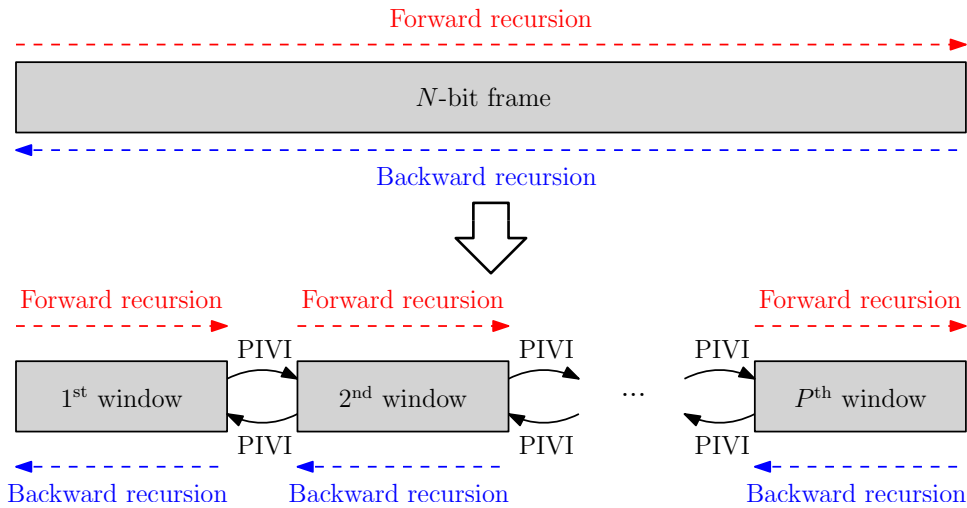 Forward recursion
N-bit frame
Backward recursion
Forward recursion Forward recursion Forward recursion
PIVI PIVI PIVI
1st window 2nd window ... Pth window
PIVI PIVI PIVI
Backward recursion Backward recursion Backward recursion